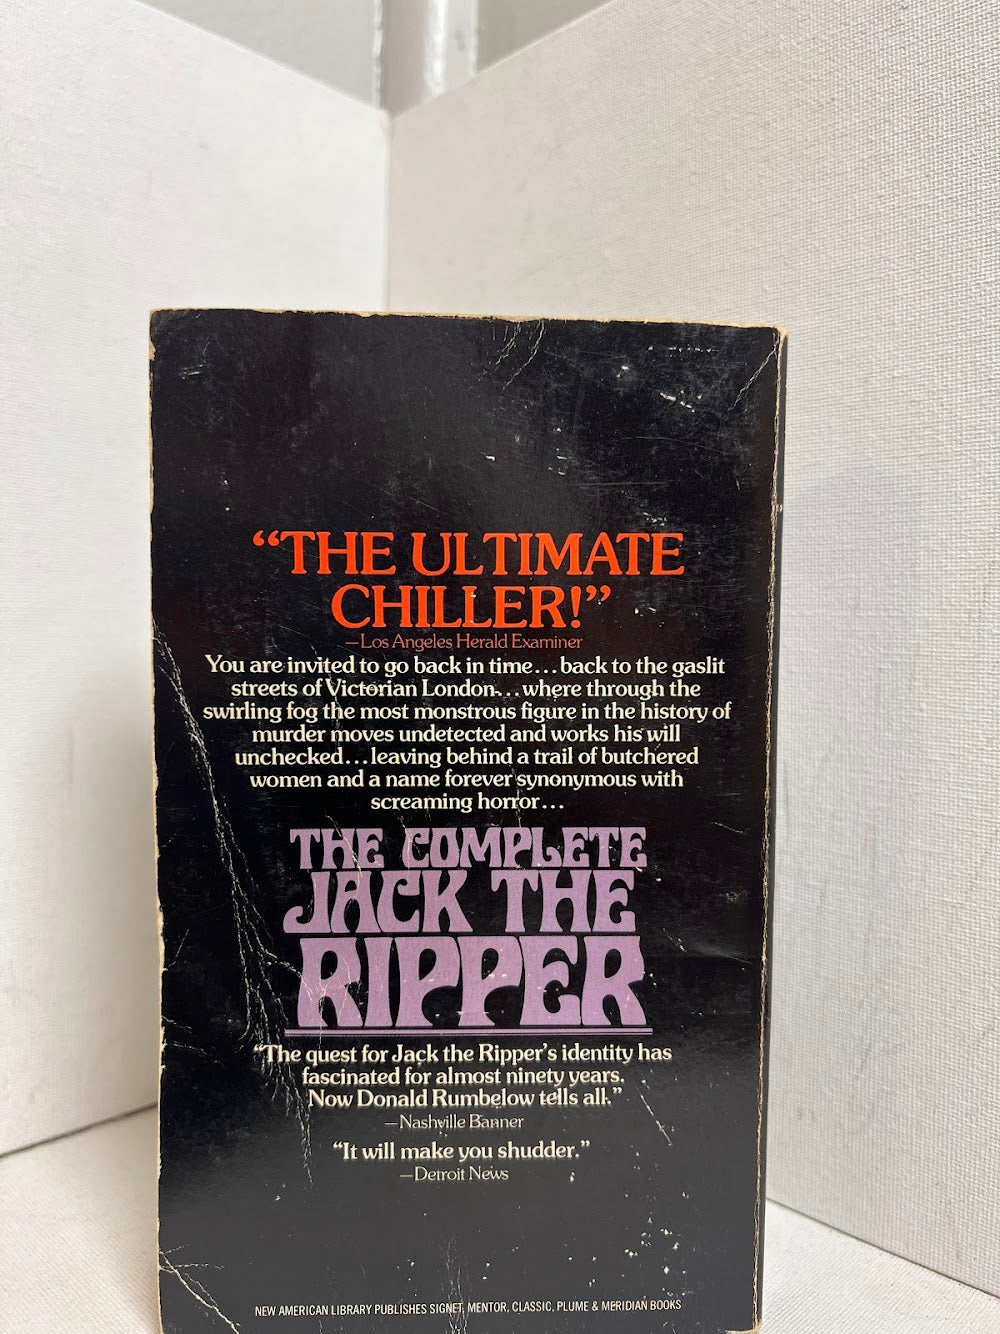 “THE ULTIMATE
CHILLER!”
—Los Angeles Herald Examiner
You are invited to go back in time...back to the gaslit
streets of Victorian London...where through the
swirling fog the most monstrous figure in the history of
murder moves undetected and works his will
unchecked...leaving behind a trail of butchered
women and a name forever synonymous with
screaming horror...
THE COMPLETE
JACK THE
RIPPER
“The quest for Jack the Ripper’s identity has
fascinated for almost ninety years.
Now Donald Rumbelow tells all.”
—Nashville Banner
“It will make you shudder.”
—Detroit News
NEW AMERICAN LIBRARY PUBLISHES SIGNET, MENTOR, CLASSIC, PLUME & MERIDIAN BOOKS